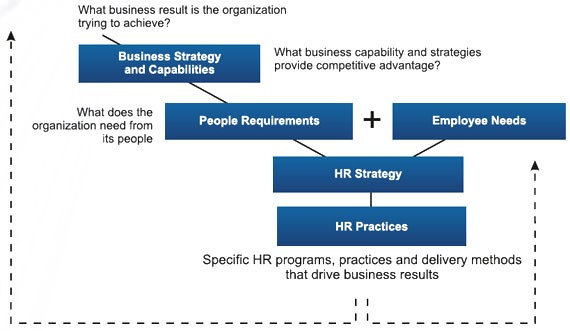 What business result is the organization
trying to achieve?
Business Strategy
and Capabilities
What business capability and strategies
provide competitive advantage?
What does the
organization need from
its people
People Requirements
+
Employee Needs
HR Strategy
HR Practices
Specific HR programs, practices and delivery methods
that drive business results